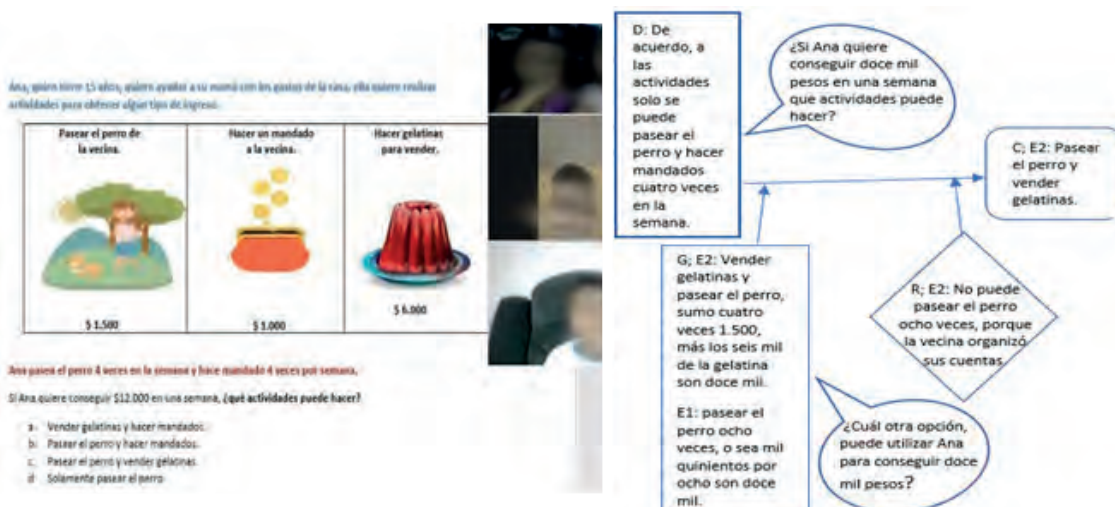 Ana, quien tiene 15 años, quiere ayudar a su mamá con los gastos de la casa, ella quiere realizar
actividades para obtener algún tipo de ingreso.
Pasear el perro de
la vecina.
Hacer un mandado
a la vecina.
Hacer gelatinas
para vender.
$ 1.500
$ 1.000
$ 6.000
Ana pasea el perro 4 veces en la semana y hace mandado 4 veces por semana.
Si Ana quiere conseguir $12.000 en una semana, ¿qué actividades puede hacer?
a. Vender gelatinas y hacer mandados.
b. Pasear el perro y hacer mandados.
c. Pasear el perro y vender gelatinas.
d Solamente pasear el perro
D: De
acuerdo, a
las
actividades
solo se
puede
pasear el
perro y hacer
mandados
cuatro veces
en la
semana.
¿Si Ana quiere
conseguir doce mil
pesos en una semana
que actividades puede
hacer?
C; E2: Pasear
el perro y
vender
gelatinas.
G; E2: Vender
gelatinas y
pasear el perro,
sumo cuatro
veces 1.500,
más los seis mil
de la gelatina
son doce mil.
E1: pasear el
perro ocho
veces, o sea mil
quinientos por
ocho son doce
mil.
R; E2: No puede
pasear el perro
ocho veces, porque
la vecina organizó
sus cuentas.
¿Cuál otra opción,
puede utilizar Ana
para conseguir doce
mil pesos?